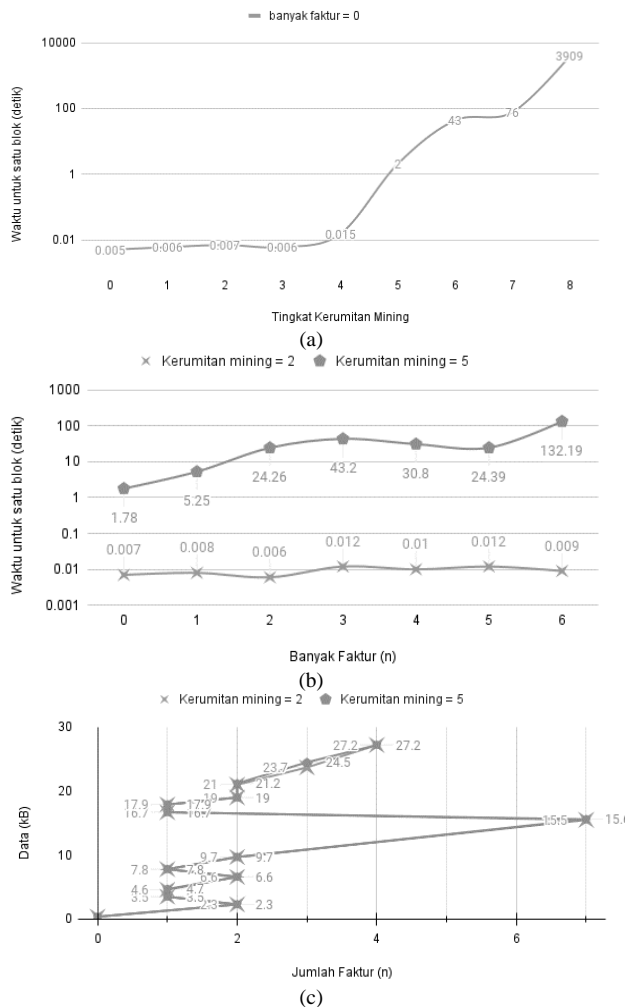 banyak faktur = 0
Waktu untuk satu blok (detik)
10000
100
1
0.01
0.005 0.006 0.007 0.006 0.015 2 43 76 3909
0 1 2 3 4 5 6 7 8
Tingkat Kerumitan Mining
(a)
Kerumitan mining = 2 Kerumitan mining = 5
Waktu untuk satu blok (detik)
1000
100
10
1
0.1
0.01
0.001
1.78 5.25 24.26 43.2 30.8 24.39 132.19
0.007 0.008 0.006 0.012 0.01 0.012 0.009
0 1 2 3 4 5 6
Banyak Faktur (n)
(b)
Kerumitan mining = 2 Kerumitan mining = 5
Data (kB)
30
20
10
0
27.2 27.2
23.7 24.5
21 21.2
19 19
17.9 17.9
16.7 16.7
15.5 15.6
9.7 9.7
7.8 7.8
6.6 6.6
4.6 4.7
3.5 3.5
2.3 2.3
0 2 4 6
Jumlah Faktur (n)
(c)